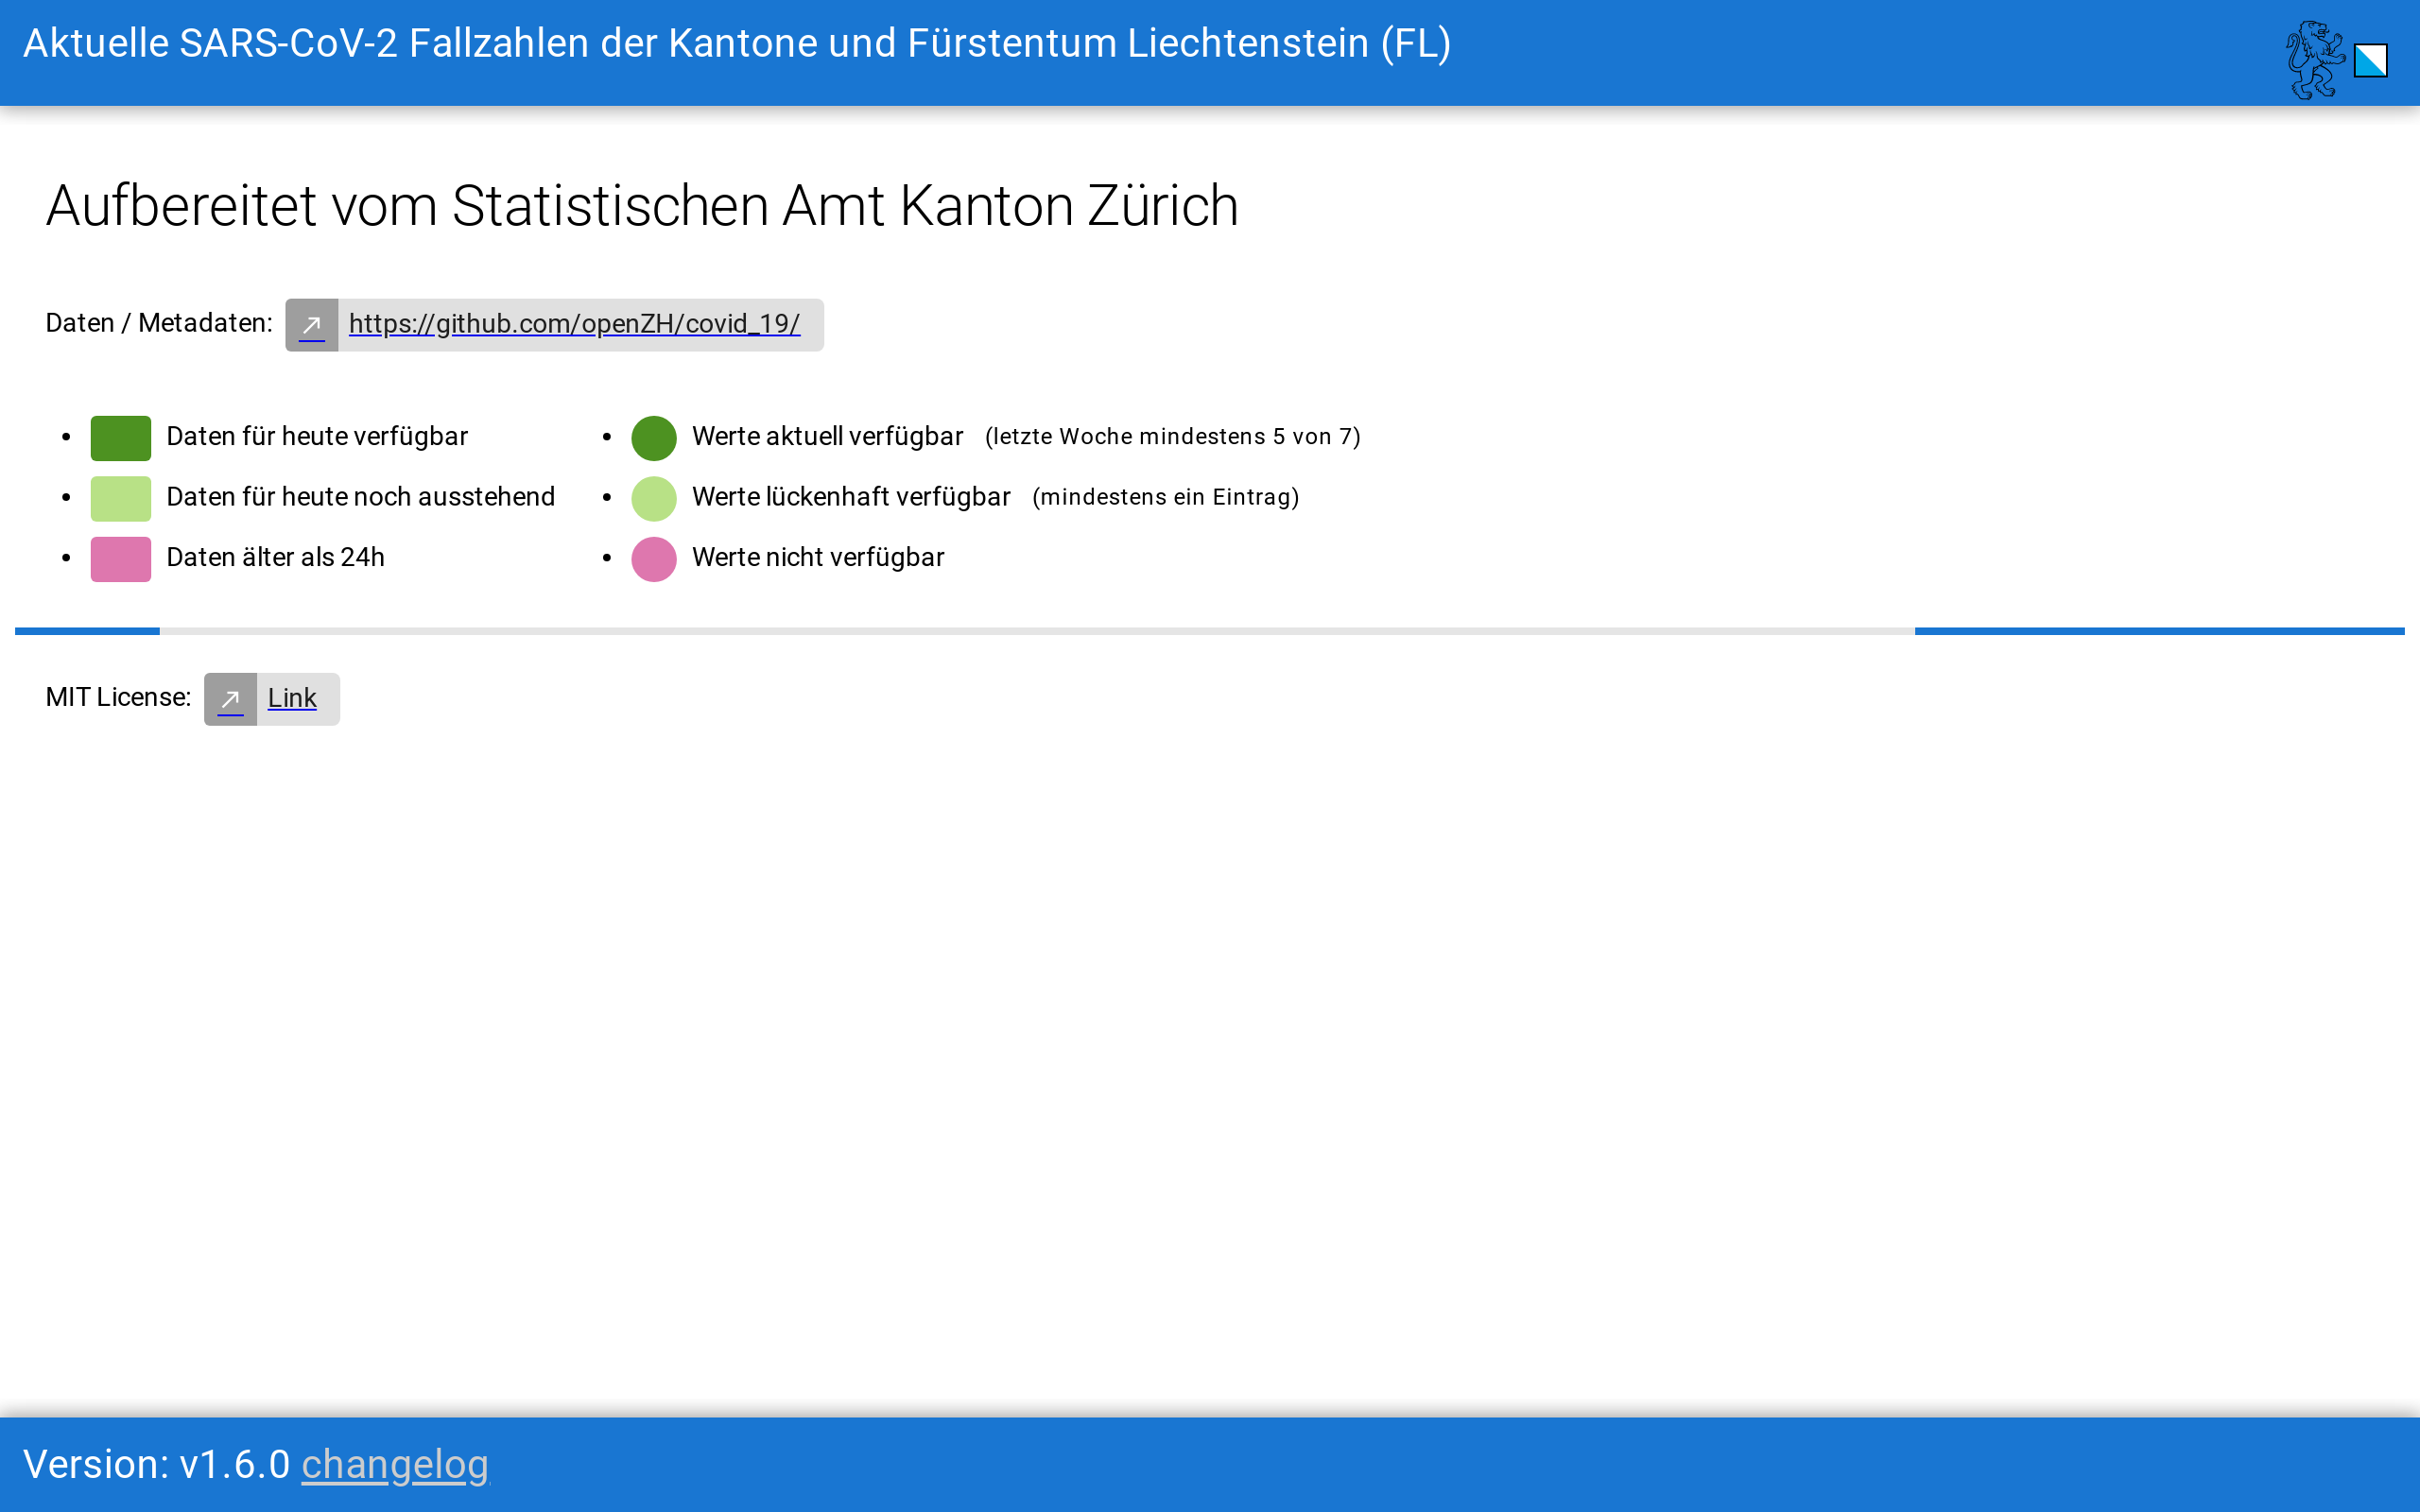 Aktuelle SARS-CoV-2 Fallzahlen der Kantone und Fürstentum Liechtenstein (FL)
Aufbereitet vom Statistischen Amt Kanton Zürich
Daten / Metadaten: https://github.com/openZH/covid_19/
Daten für heute verfügbar
Daten für heute noch ausstehend
Daten älter als 24h
Werte aktuell verfügbar (letzte Woche mindestens 5 von 7)
Werte lückenhaft verfügbar (mindestens ein Eintrag)
Werte nicht verfügbar
MIT License: Link
Version: v1.6.0 changelog